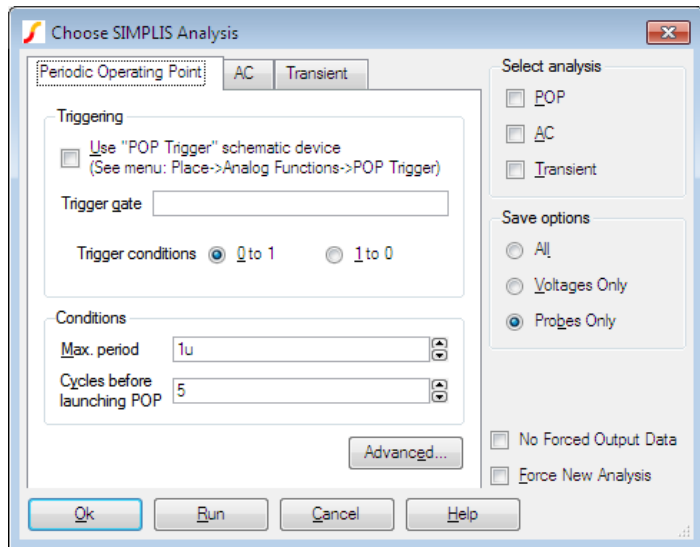 Choose SIMPLIS Analysis
Periodic Operating Point
AC
Transient
Triggering
Use "POP Trigger" schematic device
(See menu: Place->Analog Functions->POP Trigger)
Trigger gate
Trigger conditions
0 to 1
1 to 0
Conditions
Max. period
1u
Cycles before
launching POP
5
Advanced...
Select analysis
POP
AC
Transient
Save options
All
Voltages Only
Probes Only
No Forced Output Data
Force New Analysis
Ok
Run
Cancel
Help